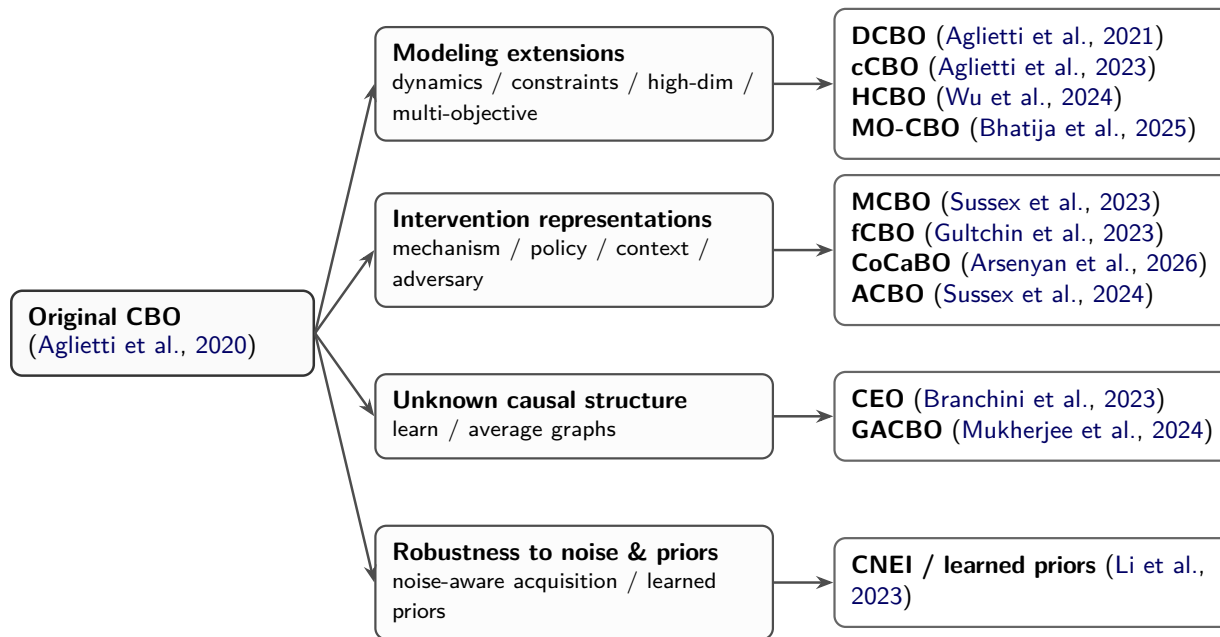 Original CBO
(Aglietti et al., 2020)
Modeling extensions
dynamics / constraints / high-dim /
multi-objective
DCBO (Aglietti et al., 2021)
cCBO (Aglietti et al., 2023)
HCBO (Wu et al., 2024)
MO-CBO (Bhatija et al., 2025)
Intervention representations
mechanism / policy / context /
adversary
MCBO (Sussex et al., 2023)
fCBO (Gultchin et al., 2023)
CoCaBO (Arsenyan et al., 2026)
ACBO (Sussex et al., 2024)
Unknown causal structure
learn / average graphs
CEO (Branchini et al., 2023)
GACBO (Mukherjee et al., 2024)
Robustness to noise & priors
noise-aware acquisition / learned
priors
CNEI / learned priors (Li et al.,
2023)